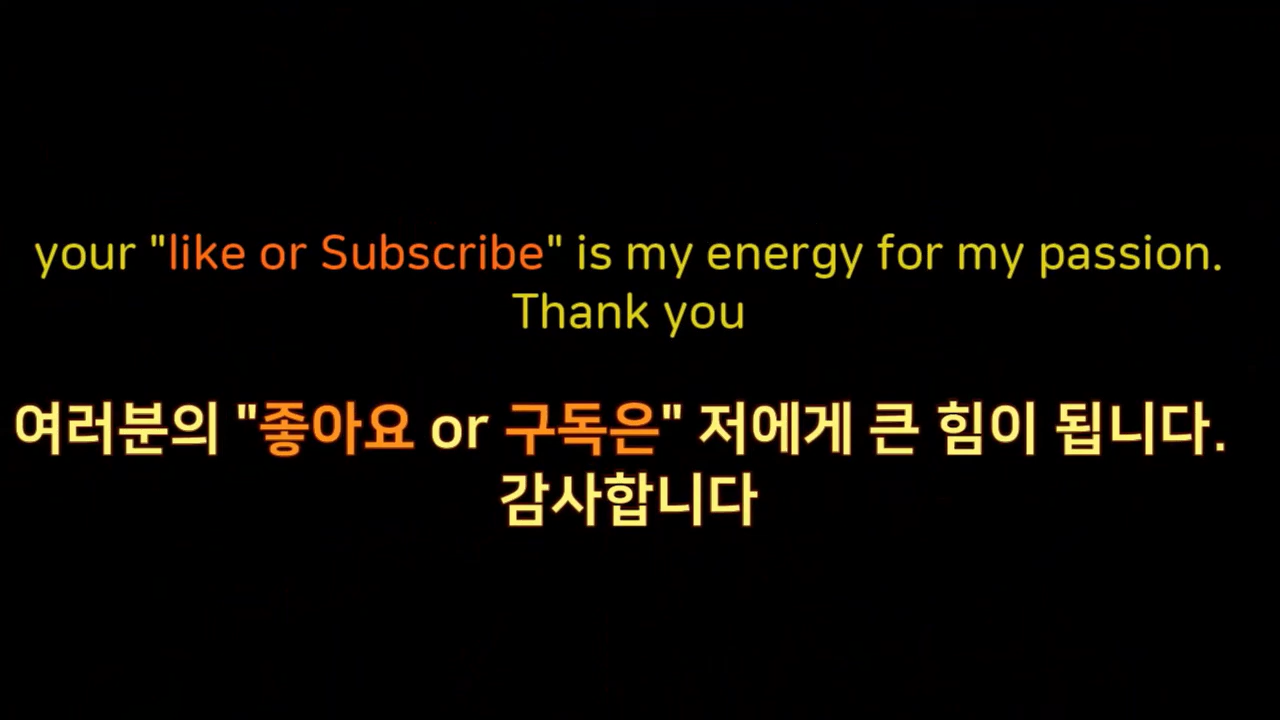 your "like or Subscribe" is my energy for my passion.
Thank you
여러분의 "좋아요 or 구독은" 저에게 큰 힘이 됩니다.
감사합니다